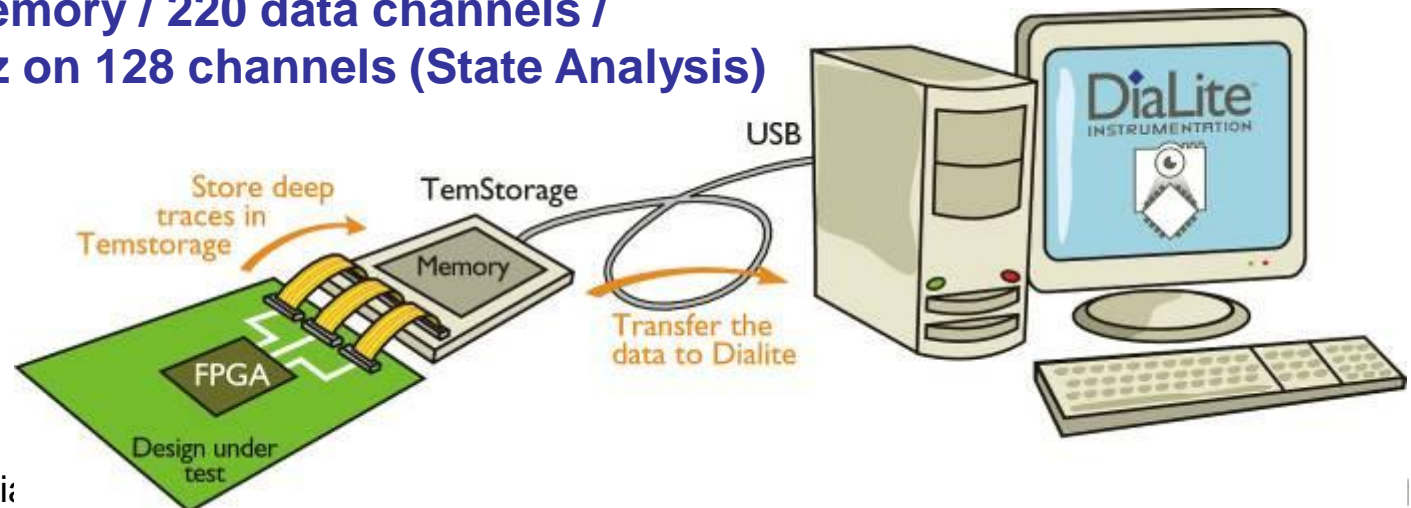 emory / 220 data channels /
z on 128 channels (State Analysis)
DiaLite
INSTRUMENTATION
USB
Store deep
traces in
Temstorage
TemStorage
Memory
Transfer the
data to Dialite
FPGA
Design under
test